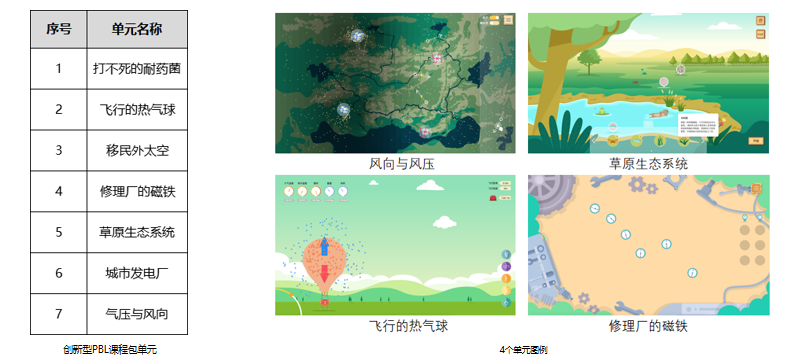 序号 单元名称
1 打不死的耐药菌
2 飞行的热气球
3 移民外太空
4 修理厂的磁铁
5 草原生态系统
6 城市发电厂
7 气压与风向
创新型PBL课程包单元
风向与风压
草原生态系统
飞行的热气球
修理厂的磁铁
4个单元图例